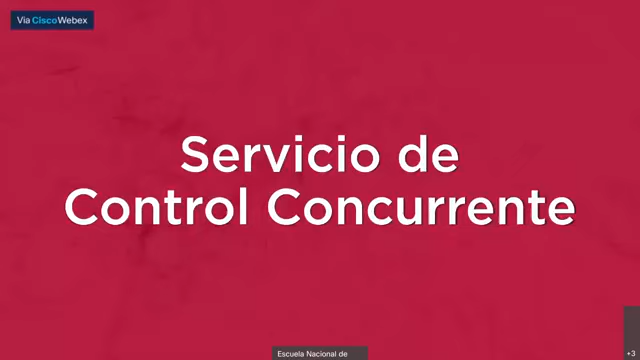 Via CiscoWebex
Servicio de
Control Concurrente
Escuela Nacional de
+3